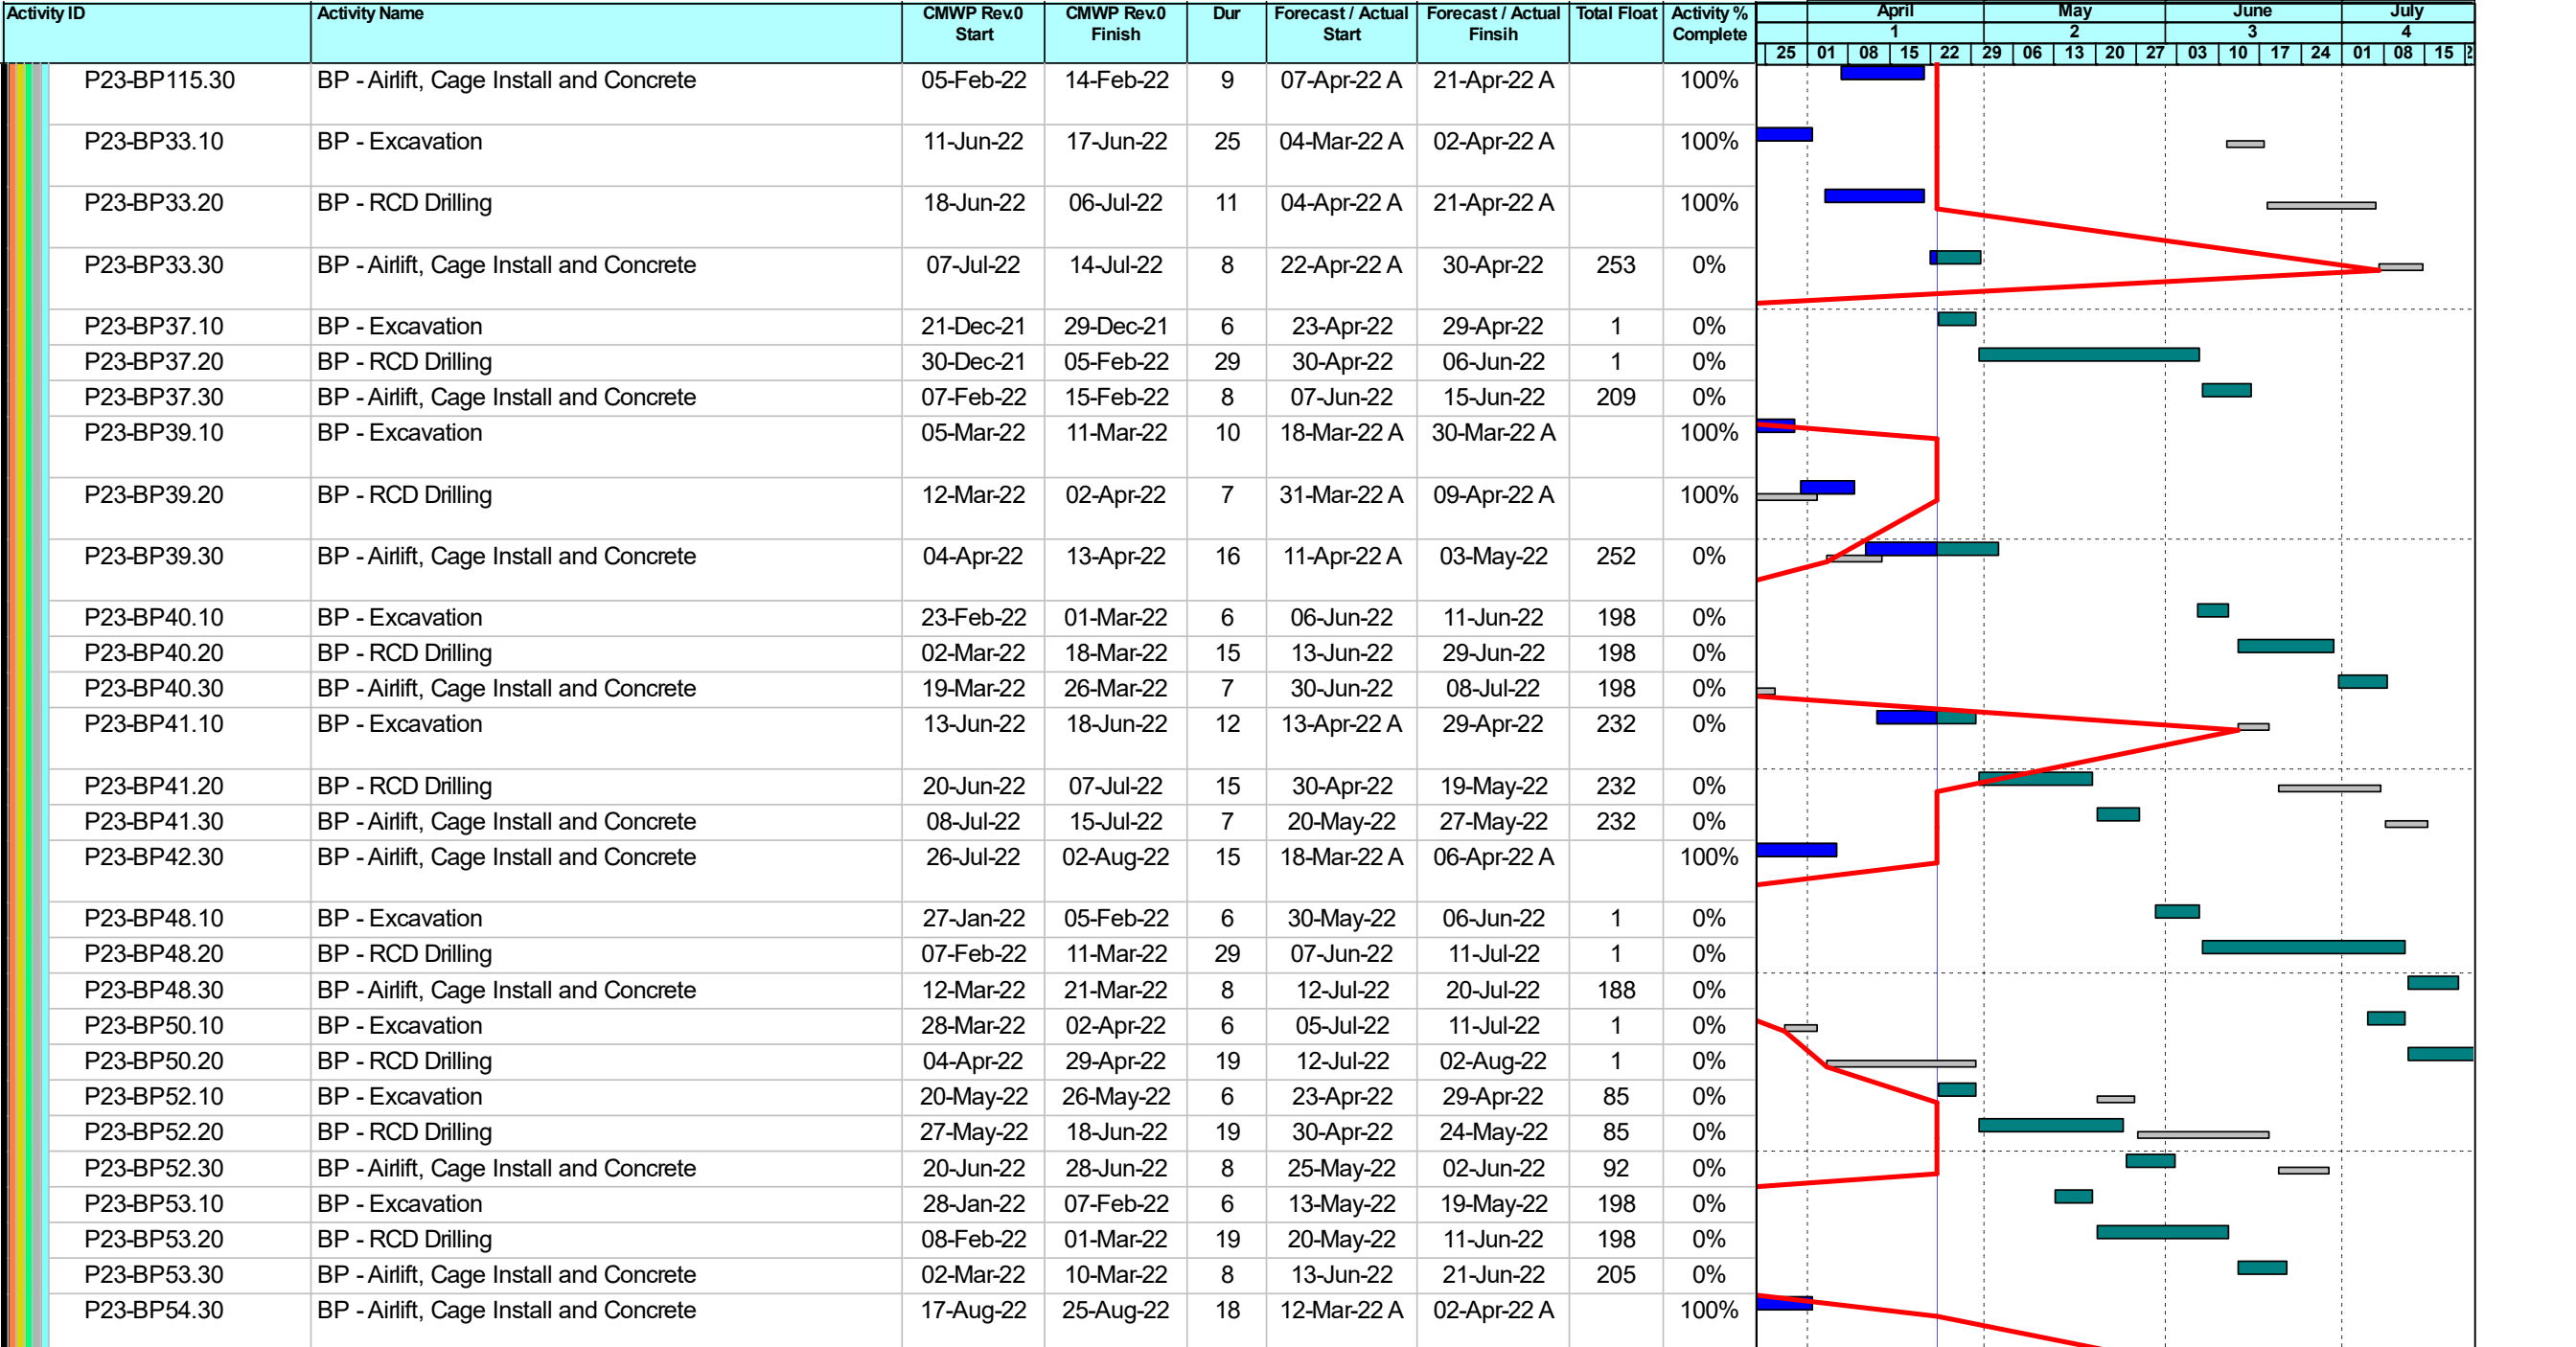 Activity ID Activity Name CMWP Rev.0 Start CMWP Rev.0 Finish Dur Forecast / Actual Start Forecast / Actual Finsih Total Float Activity % Complete April May June July
1 2 3 4
25 01 08 15 22 29 06 13 20 27 03 10 17 24 01 08 15
P23-BP115.30 BP - Airlift, Cage Install and Concrete 05-Feb-22 14-Feb-22 9 07-Apr-22 A 21-Apr-22 A 100%
P23-BP33.10 BP - Excavation 11-Jun-22 17-Jun-22 25 04-Mar-22 A 02-Apr-22 A 100%
P23-BP33.20 BP - RCD Drilling 18-Jun-22 06-Jul-22 11 04-Apr-22 A 21-Apr-22 A 100%
P23-BP33.30 BP - Airlift, Cage Install and Concrete 07-Jul-22 14-Jul-22 8 22-Apr-22 A 30-Apr-22 253 0%
P23-BP37.10 BP - Excavation 21-Dec-21 29-Dec-21 6 23-Apr-22 29-Apr-22 1 0%
P23-BP37.20 BP - RCD Drilling 30-Dec-21 05-Feb-22 29 30-Apr-22 06-Jun-22 1 0%
P23-BP37.30 BP - Airlift, Cage Install and Concrete 07-Feb-22 15-Feb-22 8 07-Jun-22 15-Jun-22 209 0%
P23-BP39.10 BP - Excavation 05-Mar-22 11-Mar-22 10 18-Mar-22 A 30-Mar-22 A 100%
P23-BP39.20 BP - RCD Drilling 12-Mar-22 02-Apr-22 7 31-Mar-22 A 09-Apr-22 A 100%
P23-BP39.30 BP - Airlift, Cage Install and Concrete 04-Apr-22 13-Apr-22 16 11-Apr-22 A 03-May-22 252 0%
P23-BP40.10 BP - Excavation 23-Feb-22 01-Mar-22 6 06-Jun-22 11-Jun-22 198 0%
P23-BP40.20 BP - RCD Drilling 02-Mar-22 18-Mar-22 15 13-Jun-22 29-Jun-22 198 0%
P23-BP40.30 BP - Airlift, Cage Install and Concrete 19-Mar-22 26-Mar-22 7 30-Jun-22 08-Jul-22 198 0%
P23-BP41.10 BP - Excavation 13-Jun-22 18-Jun-22 12 13-Apr-22 A 29-Apr-22 232 0%
P23-BP41.20 BP - RCD Drilling 20-Jun-22 07-Jul-22 15 30-Apr-22 19-May-22 232 0%
P23-BP41.30 BP - Airlift, Cage Install and Concrete 08-Jul-22 15-Jul-22 7 20-May-22 27-May-22 232 0%
P23-BP42.30 BP - Airlift, Cage Install and Concrete 26-Jul-22 02-Aug-22 15 18-Mar-22 A 06-Apr-22 A 100%
P23-BP48.10 BP - Excavation 27-Jan-22 05-Feb-22 6 30-May-22 06-Jun-22 1 0%
P23-BP48.20 BP - RCD Drilling 07-Feb-22 11-Mar-22 29 07-Jun-22 11-Jul-22 1 0%
P23-BP48.30 BP - Airlift, Cage Install and Concrete 12-Mar-22 21-Mar-22 8 12-Jul-22 20-Jul-22 188 0%
P23-BP50.10 BP - Excavation 28-Mar-22 02-Apr-22 6 05-Jul-22 11-Jul-22 1 0%
P23-BP50.20 BP - RCD Drilling 04-Apr-22 29-Apr-22 19 12-Jul-22 02-Aug-22 1 0%
P23-BP52.10 BP - Excavation 20-May-22 26-May-22 6 23-Apr-22 29-Apr-22 85 0%
P23-BP52.20 BP - RCD Drilling 27-May-22 18-Jun-22 19 30-Apr-22 24-May-22 85 0%
P23-BP52.30 BP - Airlift, Cage Install and Concrete 20-Jun-22 28-Jun-22 8 25-May-22 02-Jun-22 92 0%
P23-BP53.10 BP - Excavation 28-Jan-22 07-Feb-22 6 13-May-22 19-May-22 198 0%
P23-BP53.20 BP - RCD Drilling 08-Feb-22 01-Mar-22 19 20-May-22 11-Jun-22 198 0%
P23-BP53.30 BP - Airlift, Cage Install and Concrete 02-Mar-22 10-Mar-22 8 13-Jun-22 21-Jun-22 205 0%
P23-BP54.30 BP - Airlift, Cage Install and Concrete 17-Aug-22 25-Aug-22 18 12-Mar-22 A 02-Apr-22 A 100%